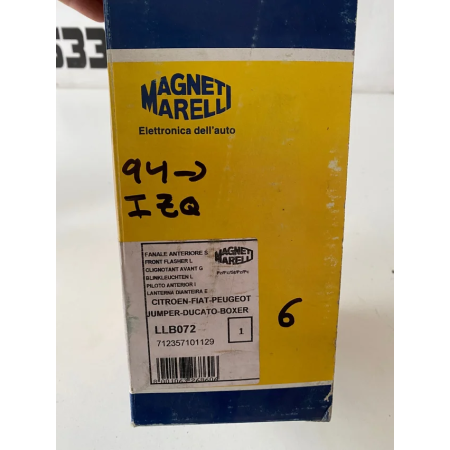 633
MAGNETI
MARELLI
Elettronica dell'auto
94→
IZQ
FANALE ANTERIORE S
FRONT FLASHER L
CLIGNOTANT AVANT G
BLINKLEUCHTEN L
PILOTO ANTERIOR I
LANTERNA DIANTEIRA E
MAGNETI
MARELLI
CITROEN-FIAT-PEUGEOT
JUMPER-DUCATO-BOXER
LLB072
1
712357101129
6